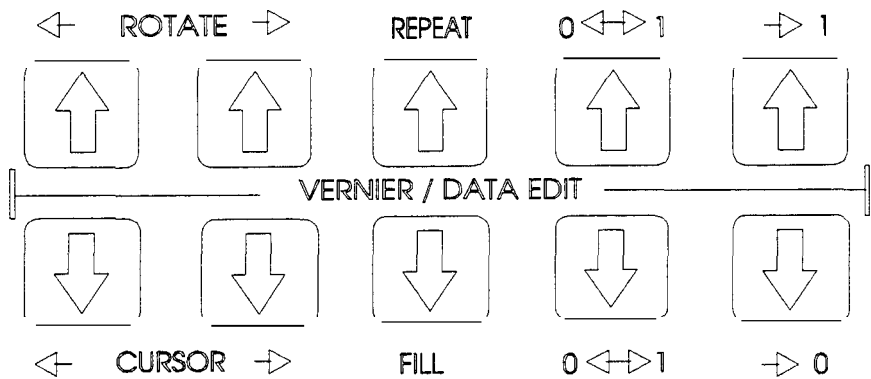 ← ROTATE → REPEAT 0 ↔ 1 → 1
VERNIER / DATA EDIT
← CURSOR → FILL 0 ↔ 1 → 0